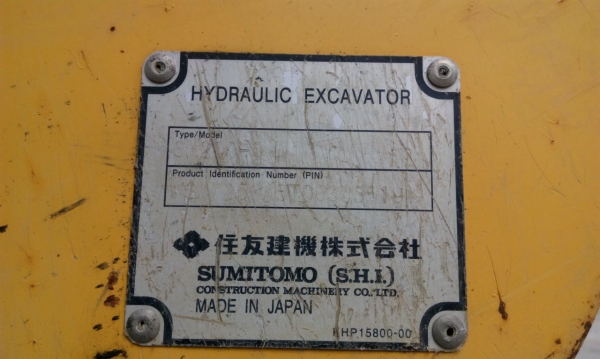 HYDRAULIC EXCAVATOR
Type/Model
Product Identification Number (PIN)
住友建機株式会社
SUMITOMO (S.H.I.)
CONSTRUCTION MACHINERY CO.,LTD.
MADE IN JAPAN
KHP15800-00